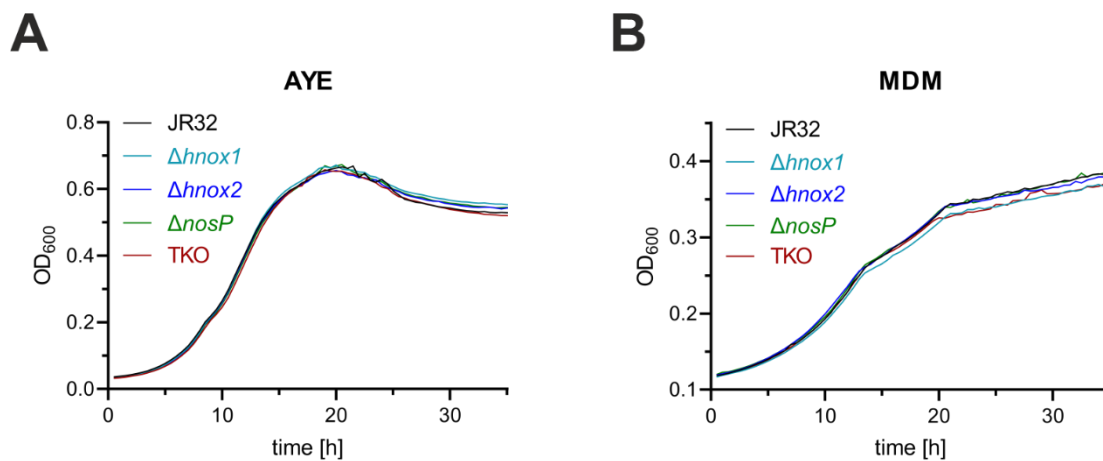 A
AYE
0.8
0.6
0.4
0.2
0.0
OD600
JR32
Δhnox1
Δhnox2
ΔnosP
TKO
0 10 20 30
time [h]
B
MDM
0.4
0.3
0.2
0.1
OD600
JR32
Δhnox1
Δhnox2
ΔnosP
TKO
0 10 20 30
time [h]